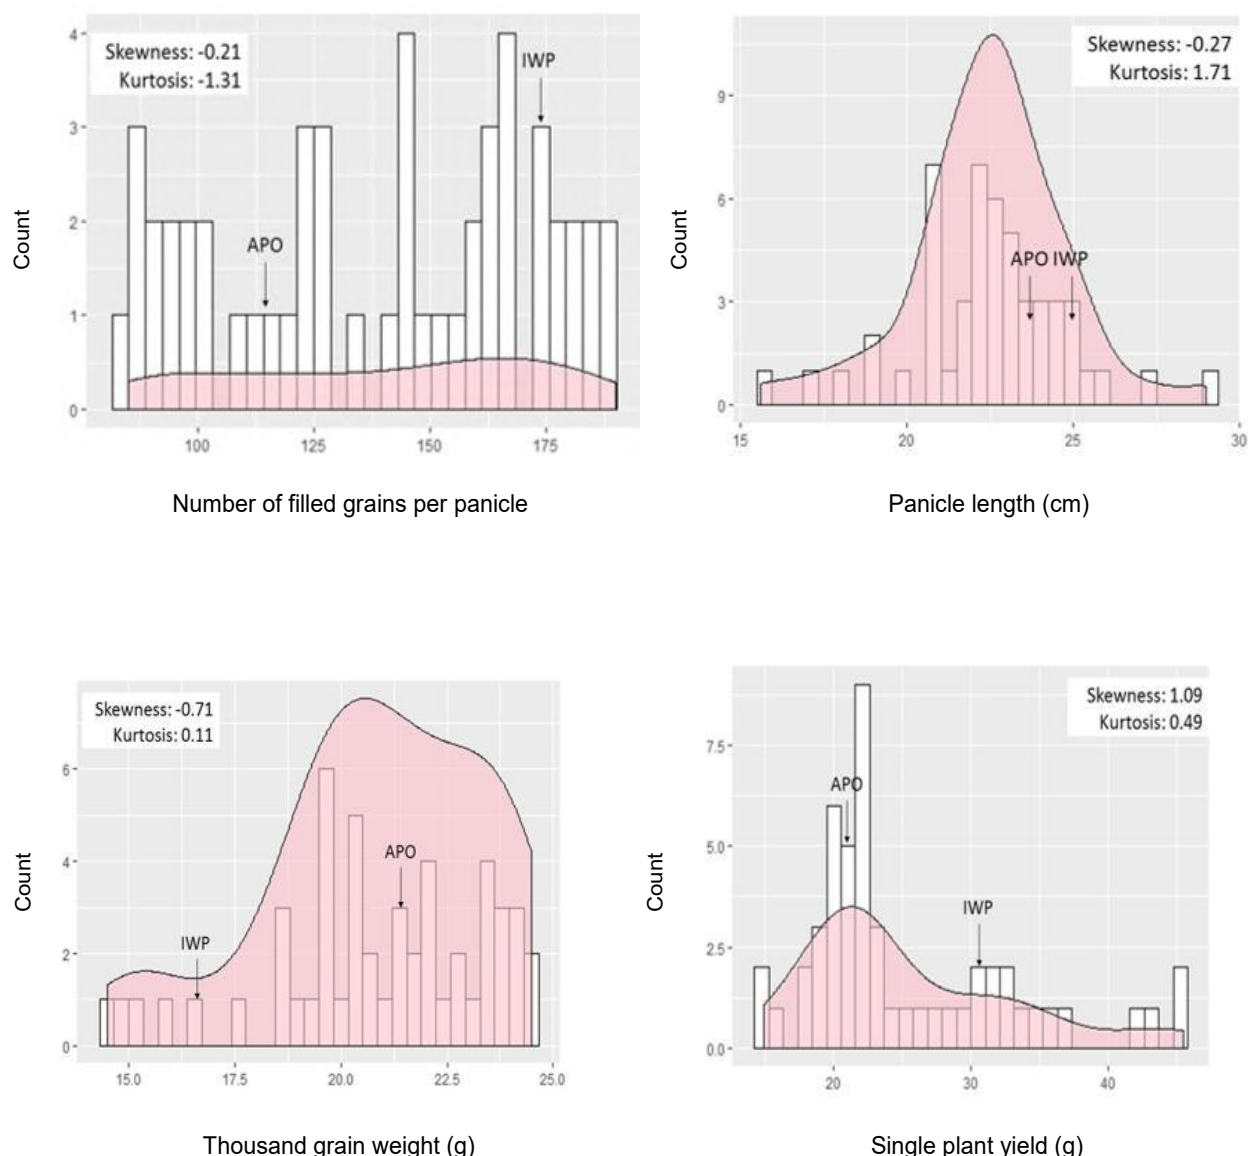 Skewness: -0.21
Kurtosis: -1.31
IWP
APO
Count
4
3
2
1
0
100 125 150 175
Number of filled grains per panicle
Skewness: -0.27
Kurtosis: 1.71
APO IWP
Count
9
6
3
0
15 20 25 30
Panicle length (cm)
Skewness: -0.71
Kurtosis: 0.11
APO
IWP
Count
6
4
2
0
15.0 17.5 20.0 22.5 25.0
Thousand grain weight (g)
Skewness: 1.09
Kurtosis: 0.49
APO
IWP
Count
7.5
5.0
2.5
0.0
20 30 40
Single plant yield (g)